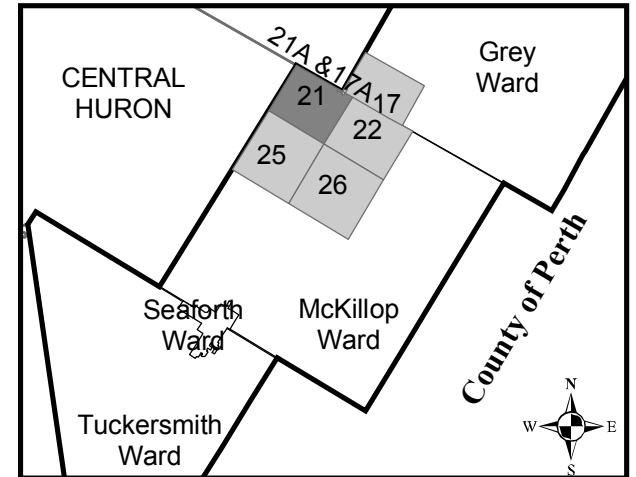 CENTRAL
HURON
21A &17A
Grey
Ward
21
17
22
25
26
Seaforth
Ward
McKillop
Ward
County of Perth
Tuckersmith
Ward
N
W
E
S